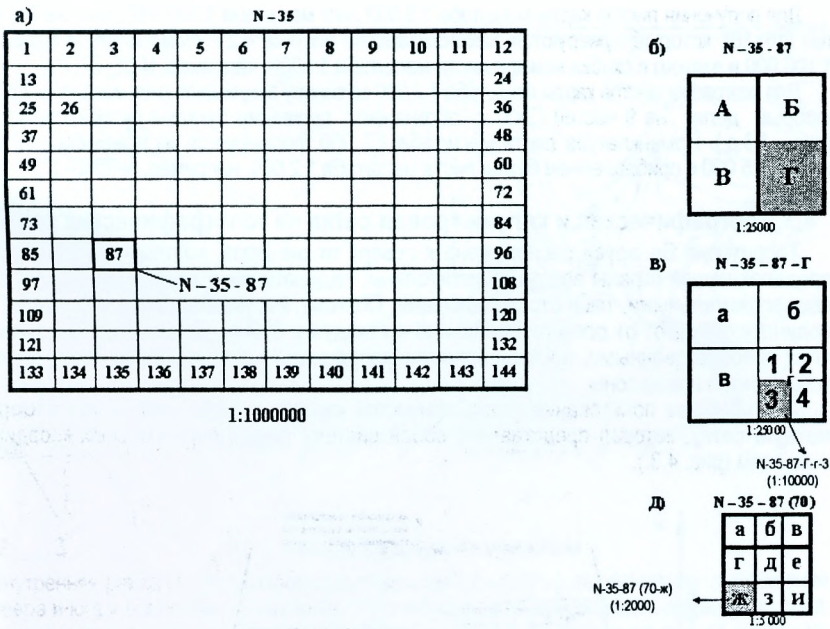 а)
N – 35
1 2 3 4 5 6 7 8 9 10 11 12
13 24
25 26 36
37 48
49 60
61 72
73 84
85 87 96
N – 35 - 87
97 108
109 120
121 132
133 134 135 136 137 138 139 140 141 142 143 144
1:1000000
б) N – 35 - 87
А Б
В Г
1:25000
в) N – 35 - 87 – Г
а б
в 1 2
3 4
1:29000
N-35-87-Г-г-3
(1:10000)
Д) N – 35 – 87 (70)
а б в
г д е
ж з и
1:5 000
N-35-87 (70-ж)
(1:2000)